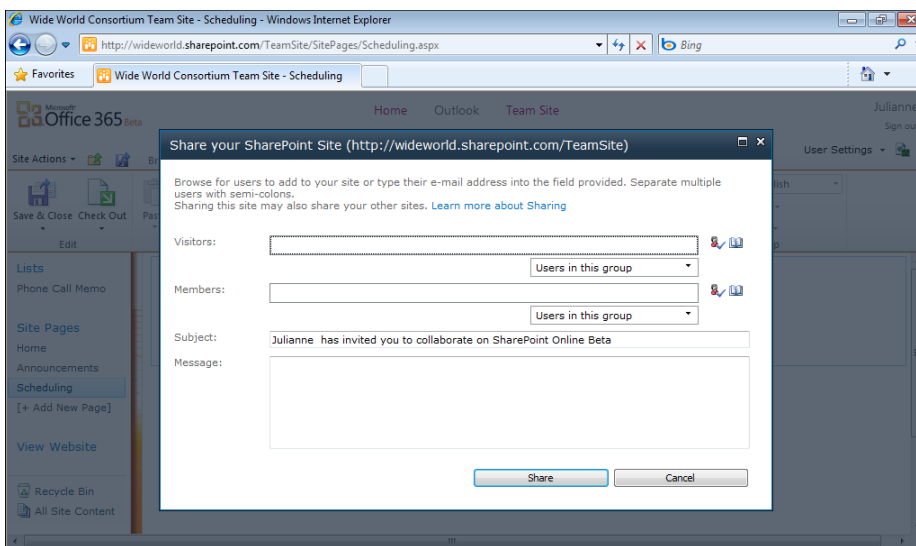 Wide World Consortium Team Site - Scheduling - Windows Internet Explorer
http://wideworld.sharepoint.com/TeamSite/SitePages/Scheduling.aspx
Bing
Favorites
Wide World Consortium Team Site - Scheduling
Microsoft
Office 365 Beta
Home Outlook Team Site
Julianne
Sign ou
Site Actions
Br
User Settings
Share your SharePoint Site (http://wideworld.sharepoint.com/TeamSite)
Browse for users to add to your site or type their e-mail address into the field provided. Separate multiple
users with semi-colons.
Sharing this site may also share your other sites. Learn more about Sharing
Visitors:
Users in this group
Members:
Users in this group
Subject:
Julianne has invited you to collaborate on SharePoint Online Beta
Message:
Share
Cancel
Save & Close Check Out Pas
Edit
lish
p
Lists
Phone Call Memo
Site Pages
Home
Announcements
Scheduling
[+ Add New Page]
View Website
Recycle Bin
All Site Content